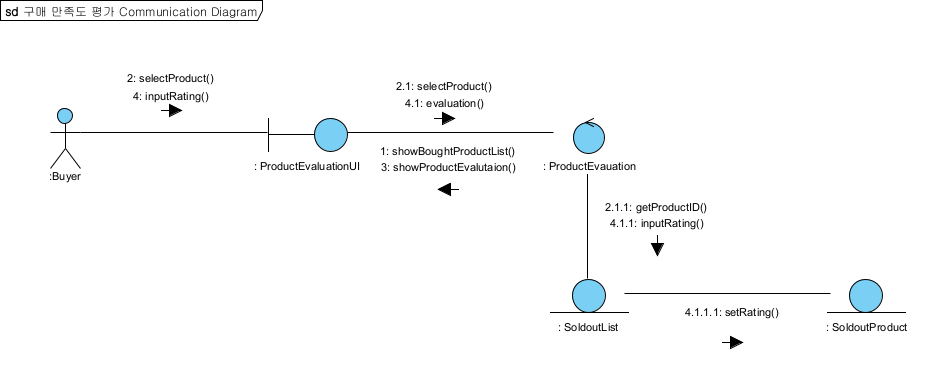 sd 구매 만족도 평가 Communication Diagram
2: selectProduct()
4: inputRating()
2.1: selectProduct()
4.1: evaluation()
:Buyer
: ProductEvaluationUI
1: showBoughtProductList()
3: showProductEvalutaion()
: ProductEvauation
2.1.1: getProductID()
4.1.1: inputRating()
: SoldoutList
4.1.1.1: setRating()
: SoldoutProduct